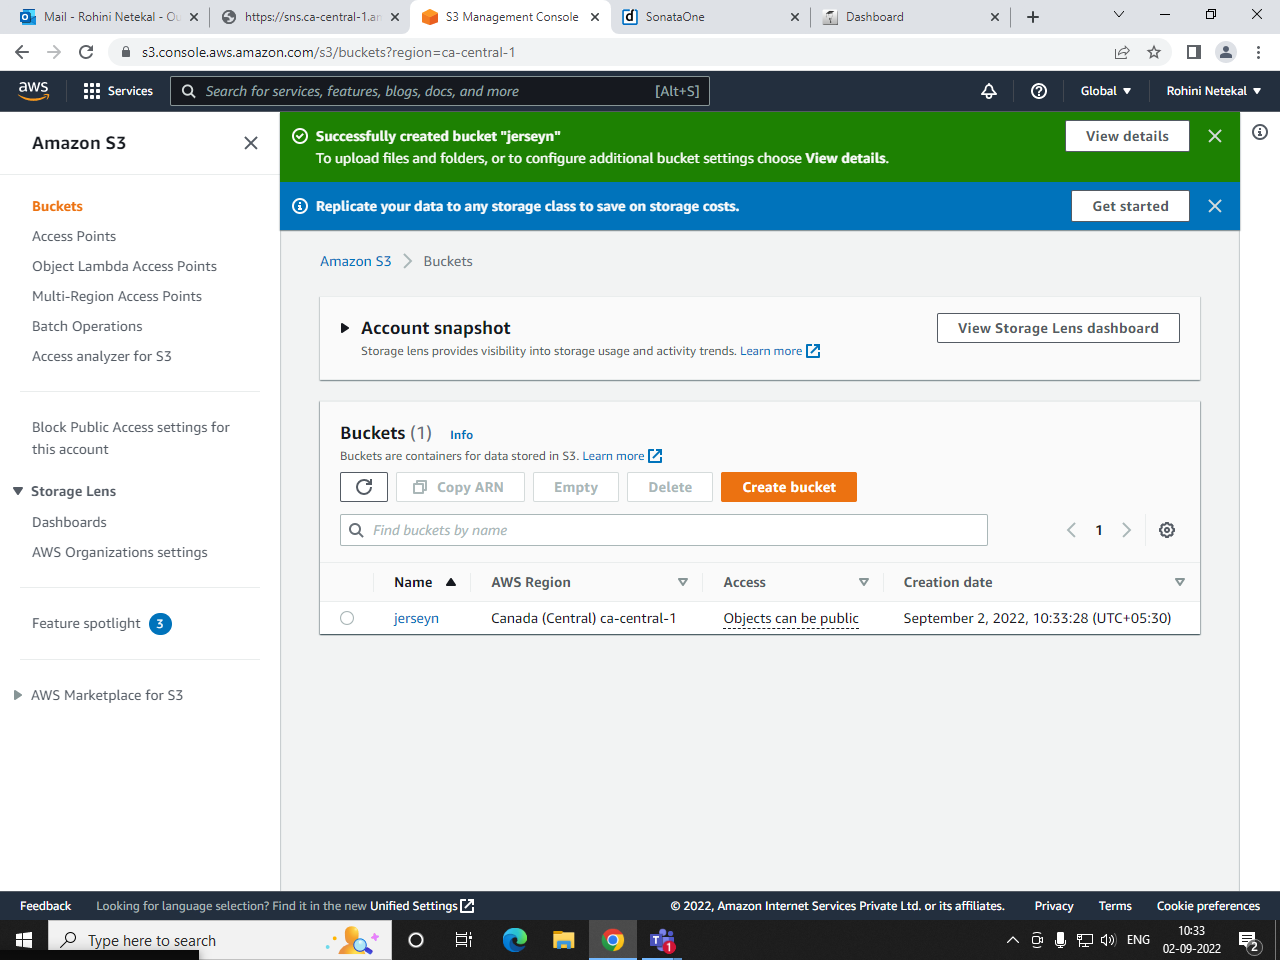 Mail - Rohini Netekal - Ou
https://sns.ca-central-1.am
S3 Management Console
SonataOne
Dashboard
s3.console.aws.amazon.com/s3/buckets?region=ca-central-1
aws
Services
Search for services, features, blogs, docs, and more
[Alt+S]
Global
Rohini Netekal
Amazon S3
Buckets
Access Points
Object Lambda Access Points
Multi-Region Access Points
Batch Operations
Access analyzer for S3
Block Public Access settings for
this account
Storage Lens
Dashboards
AWS Organizations settings
Feature spotlight 3
AWS Marketplace for S3
Successfully created bucket "jerseyn"
To upload files and folders, or to configure additional bucket settings choose View details.
View details
Replicate your data to any storage class to save on storage costs.
Get started
Amazon S3 Buckets
Account snapshot
Storage lens provides visibility into storage usage and activity trends. Learn more
View Storage Lens dashboard
Buckets (1) Info
Buckets are containers for data stored in S3. Learn more
Copy ARN Empty Delete Create bucket
Find buckets by name
1
Name AWS Region Access Creation date
jerseyn Canada (Central) ca-central-1 Objects can be public September 2, 2022, 10:33:28 (UTC+05:30)
Feedback Looking for language selection? Find it in the new Unified Settings © 2022, Amazon Internet Services Private Ltd. or its affiliates. Privacy Terms Cookie preferences
Type here to search
1
ENG
10:33
02-09-2022
2